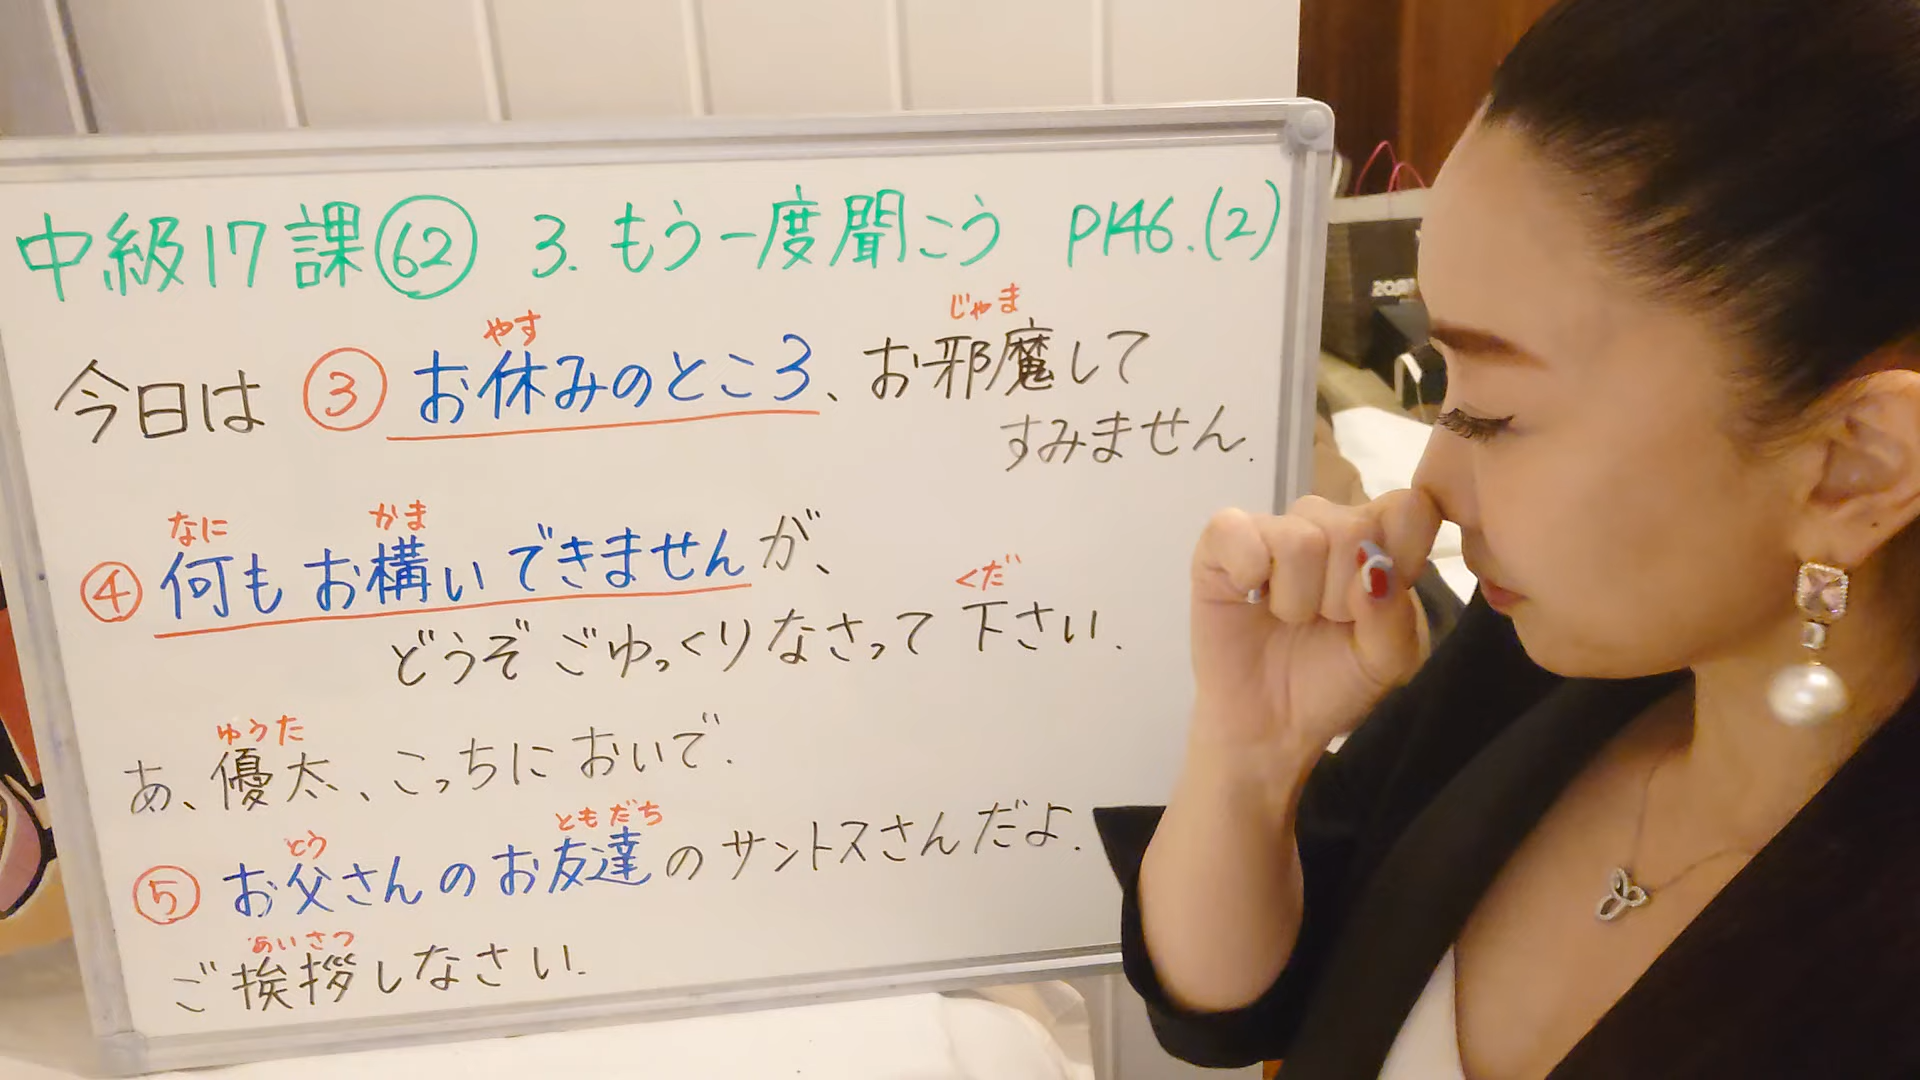 中級17課62 3.もう一度聞こう P146.(2)
やす じゃま
今日は ③ お休みのところ、お邪魔して
すみません.
なに かま
④ 何もお構いできませんが、
くだ
どうぞごゆっくりなさって下さい.
ゆうた
あ、優太、こっちにおいで.
とう ともだち
⑤ お父さんのお友達のサントスさんだよ.
あいさつ
ご挨拶しなさい.